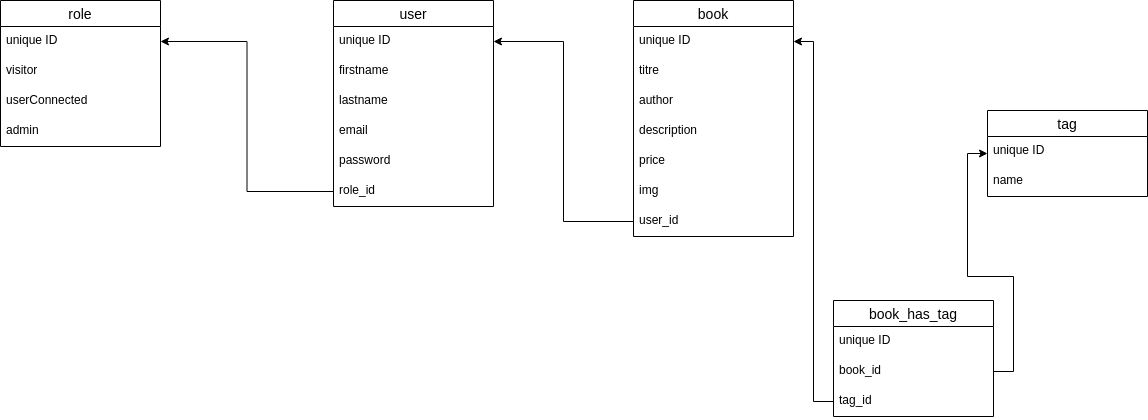 role
unique ID
visitor
userConnected
admin
user
unique ID
firstname
lastname
email
password
role_id
book
unique ID
titre
author
description
price
img
user_id
tag
unique ID
name
book_has_tag
unique ID
book_id
tag_id